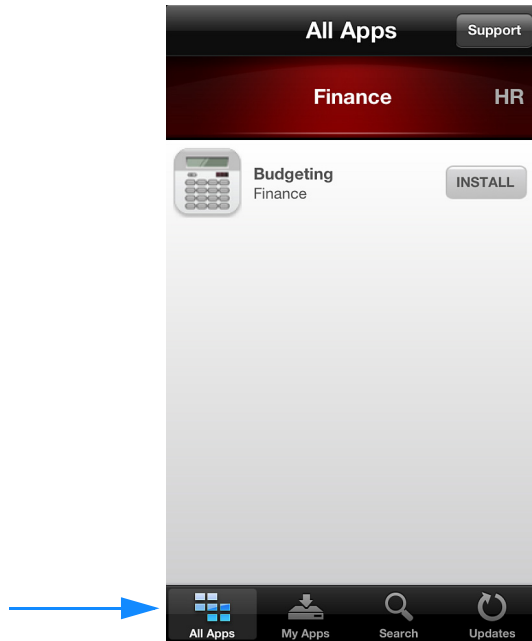 All Apps
Support
Finance
HR
Budgeting
Finance
INSTALL
All Apps
My Apps
Search
Updates